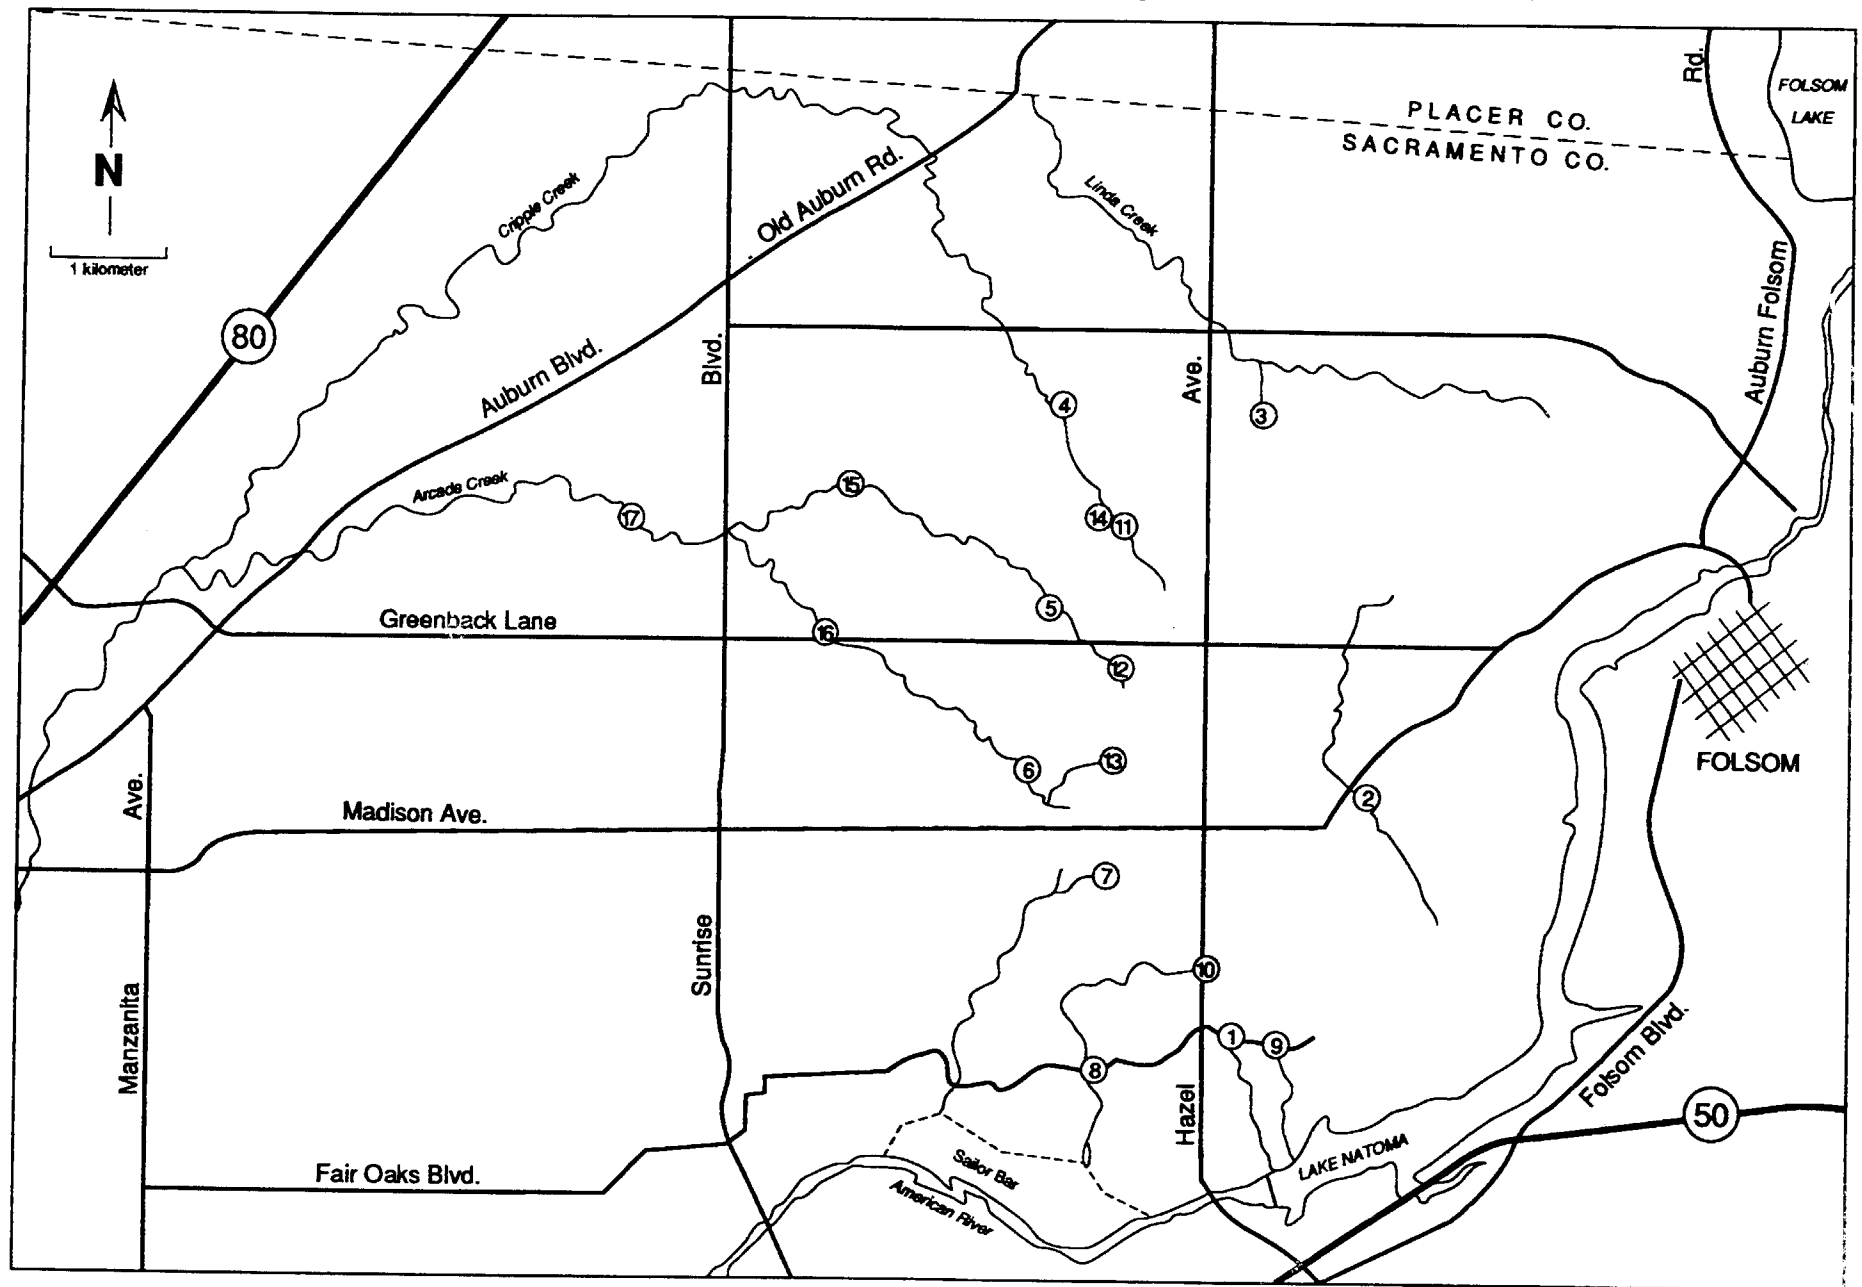 Rd.
FOLSOM
LAKE
PLACER CO.
SACRAMENTO CO.
N
1 kilometer
Cripple Creek
Old Auburn Rd.
Linda Creek
80
Auburn Blvd.
Blvd.
Ave.
Auburn Folsom
4
3
Arcade Creek
15
17
14
11
5
Greenback Lane
16
12
6
13
FOLSOM
Ave.
Madison Ave.
2
7
Sunrise
10
Manzanita
1
9
8
Folsom Blvd.
Hazel
50
Sailor Bar
LAKE NATOMA
Fair Oaks Blvd.
American River